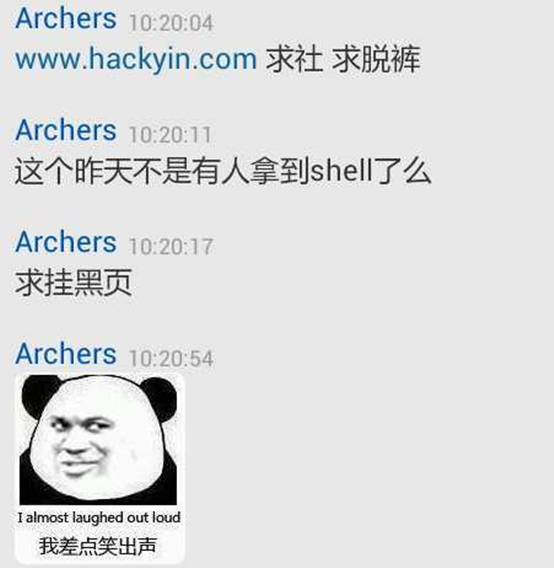 Archers 10:20:04
www.hackyin.com 求社 求脱裤
Archers 10:20:11
这个昨天不是有人拿到shell了么
Archers 10:20:17
求挂黑页
Archers 10:20:54
I almost laughed out loud
我差点笑出声